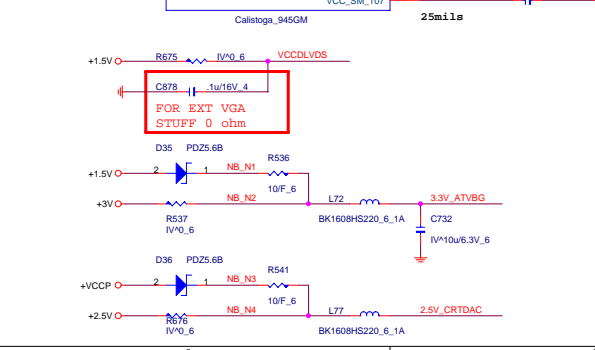 VCC_SM_107
Calistoga_945GM
25mils
+1.5V
R675
IV^0_6
VCCDLVDS
C878
.1u/16V_4
FOR EXT VGA
STUFF 0 ohm
D35 PDZ5.6B
R536
+1.5V
2
1
NB_N1
10/F_6
+3V
NB_N2
L72
3.3V_ATVBG
R537
IV^0_6
BK1608HS220_6_1A
C732
IV^10u/6.3V_6
D36 PDZ5.6B
R541
+VCCP
2
1
NB_N3
10/F_6
+2.5V
NB_N4
L77
2.5V_CRTDAC
R676
IV^0_6
BK1608HS220_6_1A